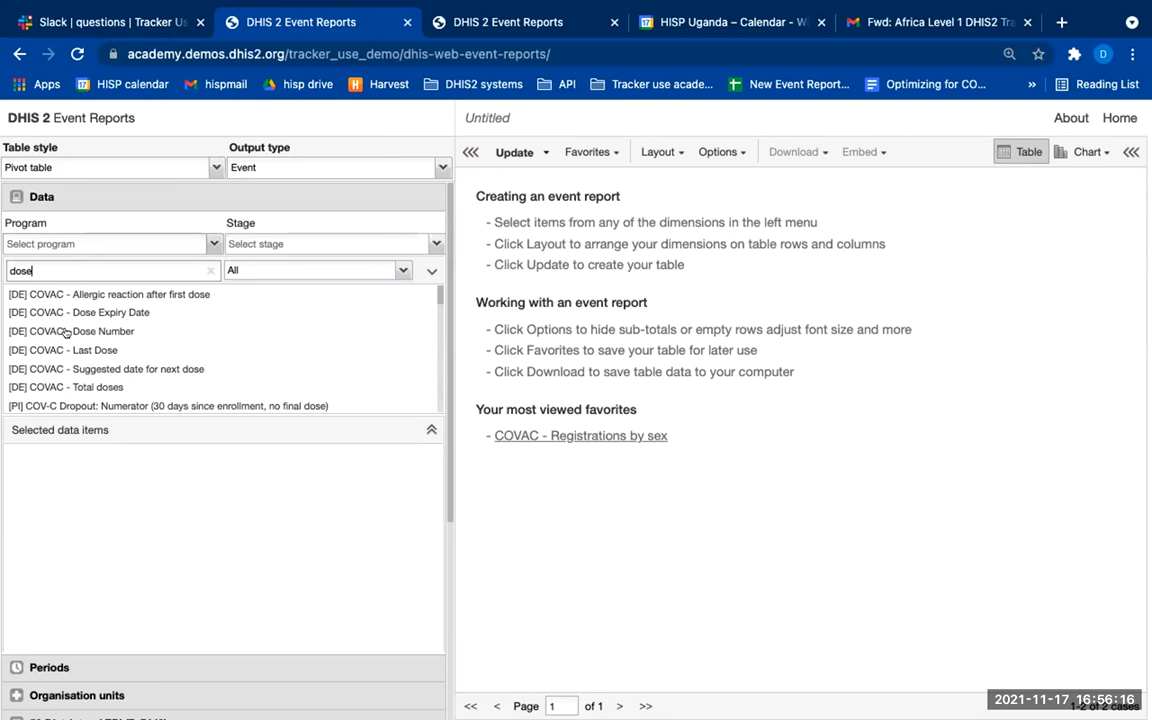 Slack | questions | Tracker Us
DHIS 2 Event Reports
DHIS 2 Event Reports
HISP Uganda – Calendar - W
Fwd: Africa Level 1 DHIS2 Tra
academy.demos.dhis2.org/tracker_use_demo/dhis-web-event-reports/
D
Apps
17 HISP calendar
hispmail
hisp drive
H Harvest
DHIS2 systems
API
Tracker use acade...
New Event Report...
Optimizing for CO...
»
Reading List
DHIS 2 Event Reports
Untitled
About
Home
Table style
Output type
Pivot table
Event
Update
Favorites
Layout
Options
Download
Embed
Table
Chart
Data
Program
Stage
Select program
Select stage
dose
All
[DE] COVAC - Allergic reaction after first dose
[DE] COVAC - Dose Expiry Date
[DE] COVAC - Dose Number
[DE] COVAC - Last Dose
[DE] COVAC - Suggested date for next dose
[DE] COVAC - Total doses
[PI] COV-C Dropout: Numerator (30 days since enrollment, no final dose)
Selected data items
Creating an event report
- Select items from any of the dimensions in the left menu
- Click Layout to arrange your dimensions on table rows and columns
- Click Update to create your table
Working with an event report
- Click Options to hide sub-totals or empty rows adjust font size and more
- Click Favorites to save your table for later use
- Click Download to save table data to your computer
Your most viewed favorites
- COVAC - Registrations by sex
Periods
Organisation units
<< < Page 1 of 1 > >>
2021-11-17 16:56:16